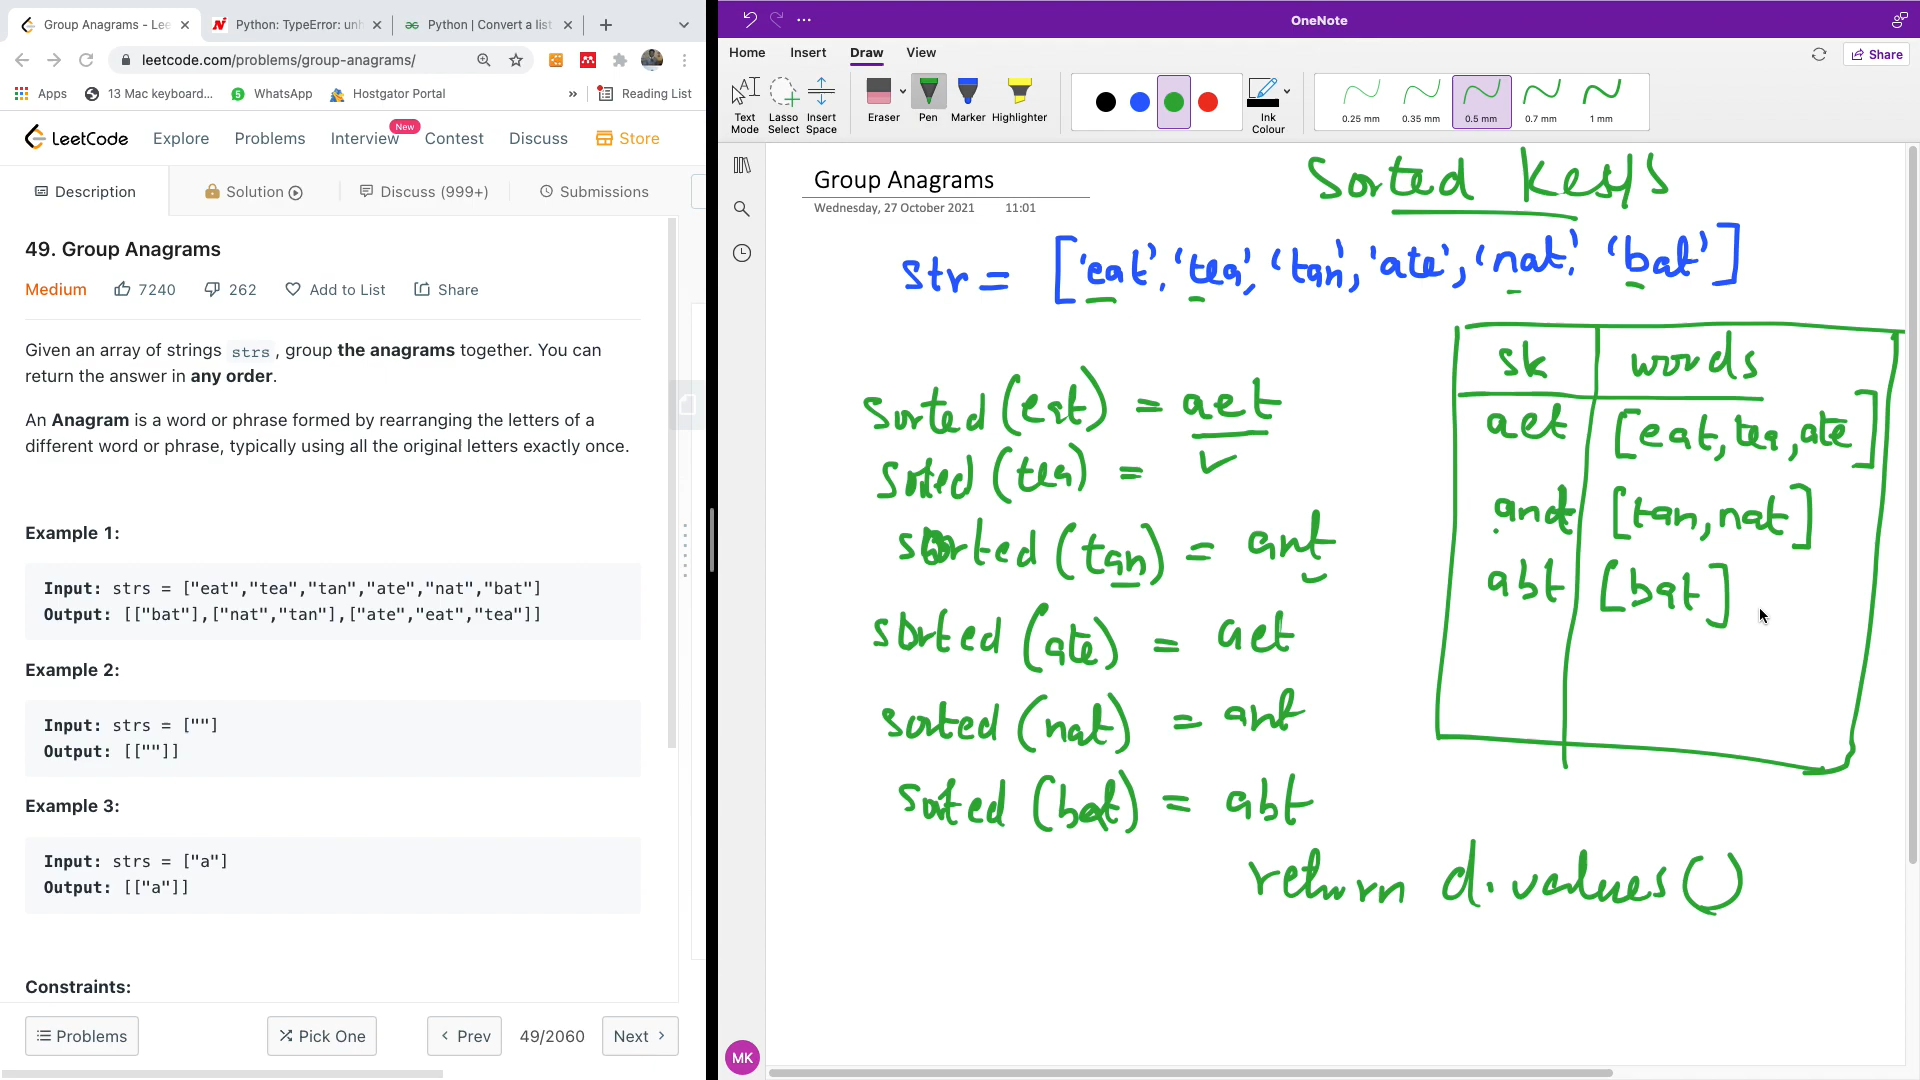 Group Anagrams - Lee
Python: TypeError: unh
Python | Convert a list
leetcode.com/problems/group-anagrams/
Apps
13 Mac keyboard...
WhatsApp
Hostgator Portal
»
Reading List
LeetCode
Explore
Problems
Interview
New
Contest
Discuss
Store
Description
Solution
Discuss (999+)
Submissions
49. Group Anagrams
Medium
7240
262
Add to List
Share
Given an array of strings strs, group the anagrams together. You can
return the answer in any order.
An Anagram is a word or phrase formed by rearranging the letters of a
different word or phrase, typically using all the original letters exactly once.
Example 1:
Input: strs = ["eat","tea","tan","ate","nat","bat"]
Output: [["bat"],["nat","tan"],["ate","eat","tea"]]
Example 2:
Input: strs = [""]
Output: [[""]]
Example 3:
Input: strs = ["a"]
Output: [["a"]]
Constraints:
Problems
Pick One
Prev
49/2060
Next
OneNote
Home
Insert
Draw
View
Share
Text Mode
Lasso Select
Insert Space
Eraser
Pen
Marker
Highlighter
Ink Colour
0.25 mm
0.35 mm
0.5 mm
0.7 mm
1 mm
Group Anagrams
Wednesday, 27 October 2021 11:01
Sorted
str = ['eat', 'tea', 'tan', 'ate', 'nat', 'bat']
sorted (eat) = aet
sorted (tea) =
sorted (tan) = ant
sorted (ate) = aet
sorted (nat) = ant
sorted (bat) = abt
return d.values()
sk words
aet [eat, tea, ate]
[tan, nat]
abt [bat]
MK